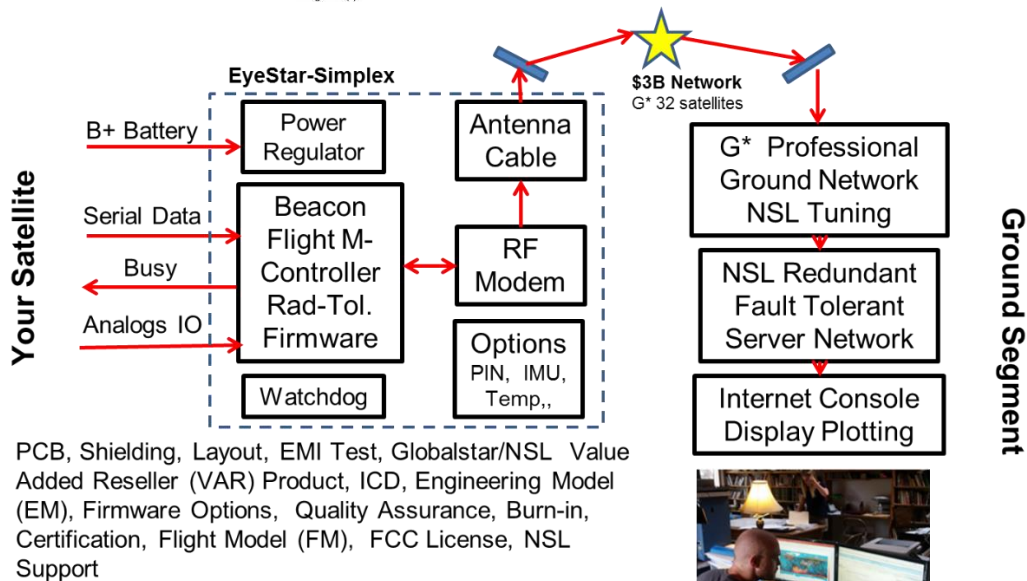 EyeStar-Simplex
$3B Network
G* 32 satellites
Your Satellite
B+ Battery
Serial Data
Busy
Analogs IO
Power
Regulator
Beacon
Flight M-
Controller
Rad-Tol.
Firmware
Watchdog
Antenna
Cable
RF
Modem
Options
PIN, IMU,
Temp,,
G* Professional
Ground Network
NSL Tuning
NSL Redundant
Fault Tolerant
Server Network
Internet Console
Display Plotting
Ground Segment
PCB, Shielding, Layout, EMI Test, Globalstar/NSL Value
Added Reseller (VAR) Product, ICD, Engineering Model
(EM), Firmware Options, Quality Assurance, Burn-in,
Certification, Flight Model (FM), FCC License, NSL
Support